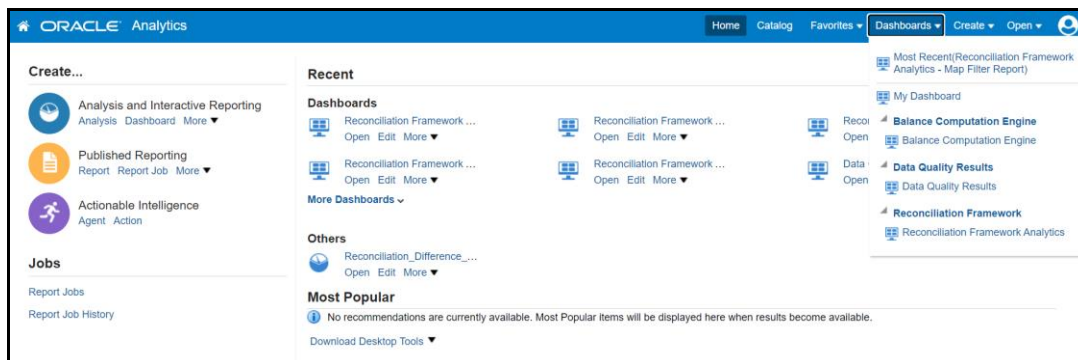 ORACLE Analytics
Home Catalog Favorites Dashboards Create Open
Create...
Analysis and Interactive Reporting
Analysis Dashboard More
Published Reporting
Report Report Job More
Actionable Intelligence
Agent Action
Jobs
Report Jobs
Report Job History
Recent
Dashboards
Reconciliation Framework ...
Open Edit More
Reconciliation Framework ...
Open Edit More
Open
Reconciliation Framework ...
Open Edit More
Reconciliation Framework ...
Open Edit More
Data
Open
More Dashboards
Others
Reconciliation_Difference_...
Open Edit More
Most Popular
No recommendations are currently available. Most Popular items will be displayed here when results become available.
Download Desktop Tools
Most Recent(Reconciliation Framework
Analytics - Map Filter Report)
My Dashboard
Balance Computation Engine
Balance Computation Engine
Data Quality Results
Data Quality Results
Reconciliation Framework
Reconciliation Framework Analytics